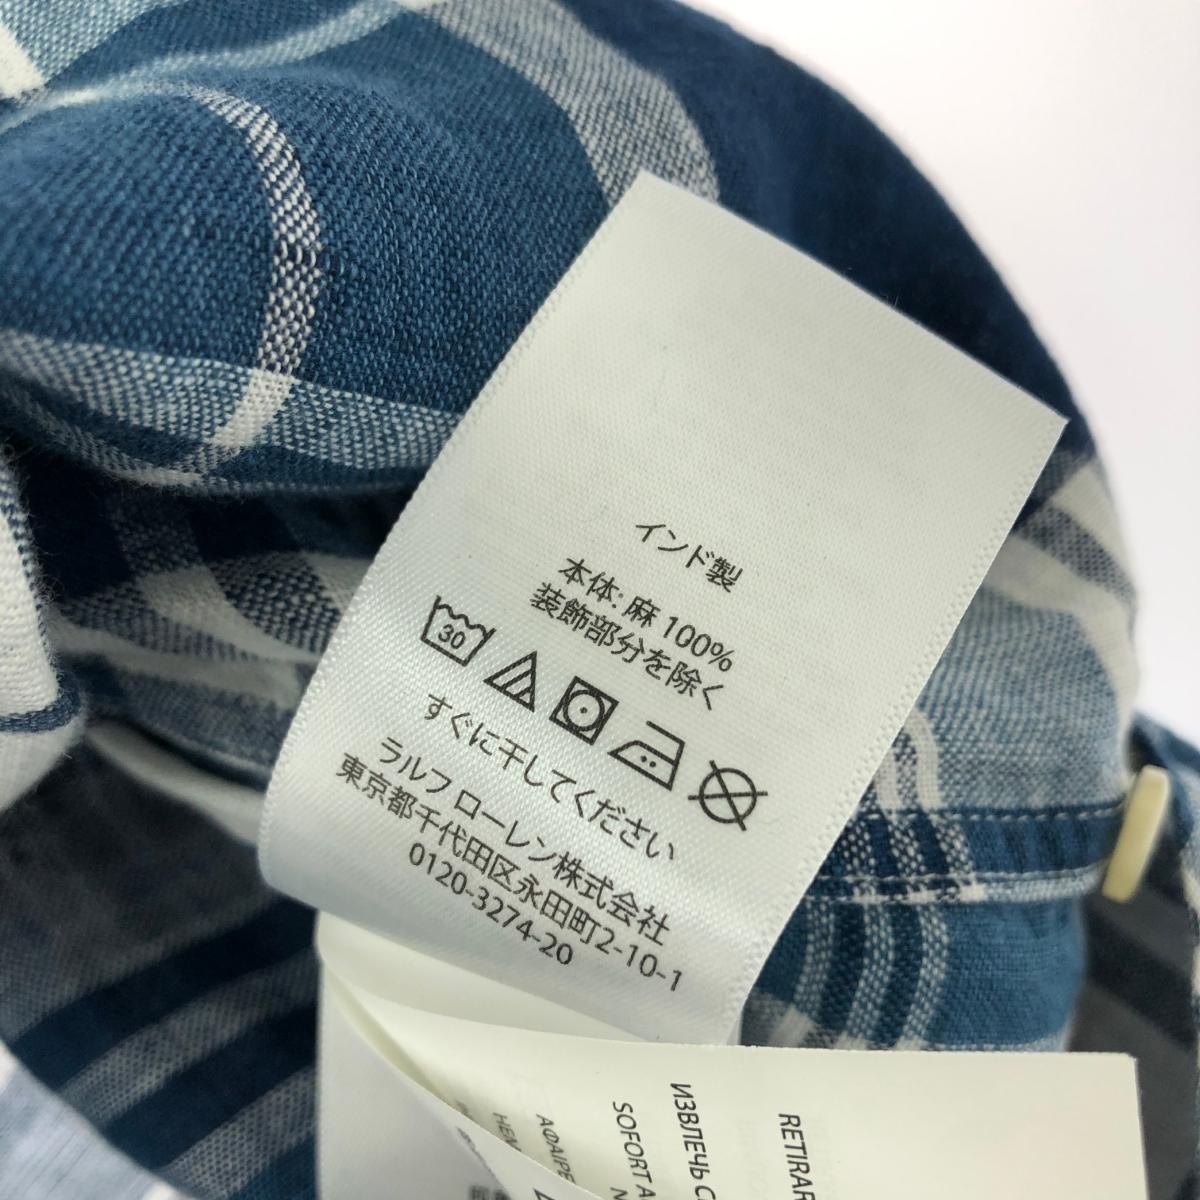 インド製
本体: 麻 100%
装飾部分を除く
30
すぐに干してください
ラルフ ローレン株式会社
東京都千代田区永田町2-10-1
0120-3274-20
RETIRAR
ИЗВЛЕЧЬ С
SOFORT A
ΑΦΑΙΡΕ